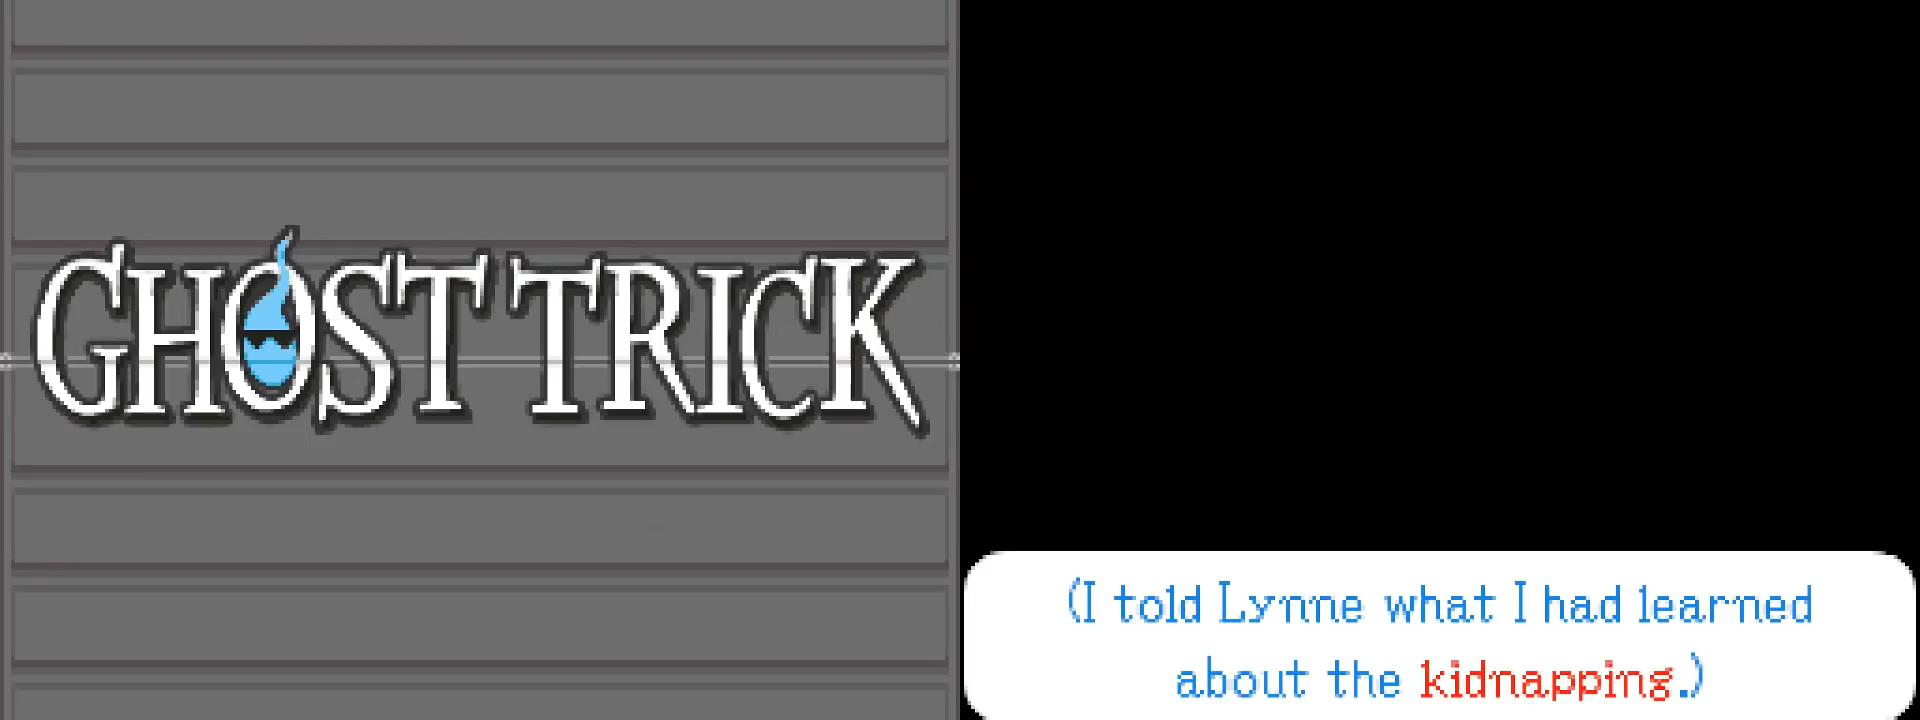 GHOST TRICK
(I told Lynne what I had learned
about the kidnapping.)